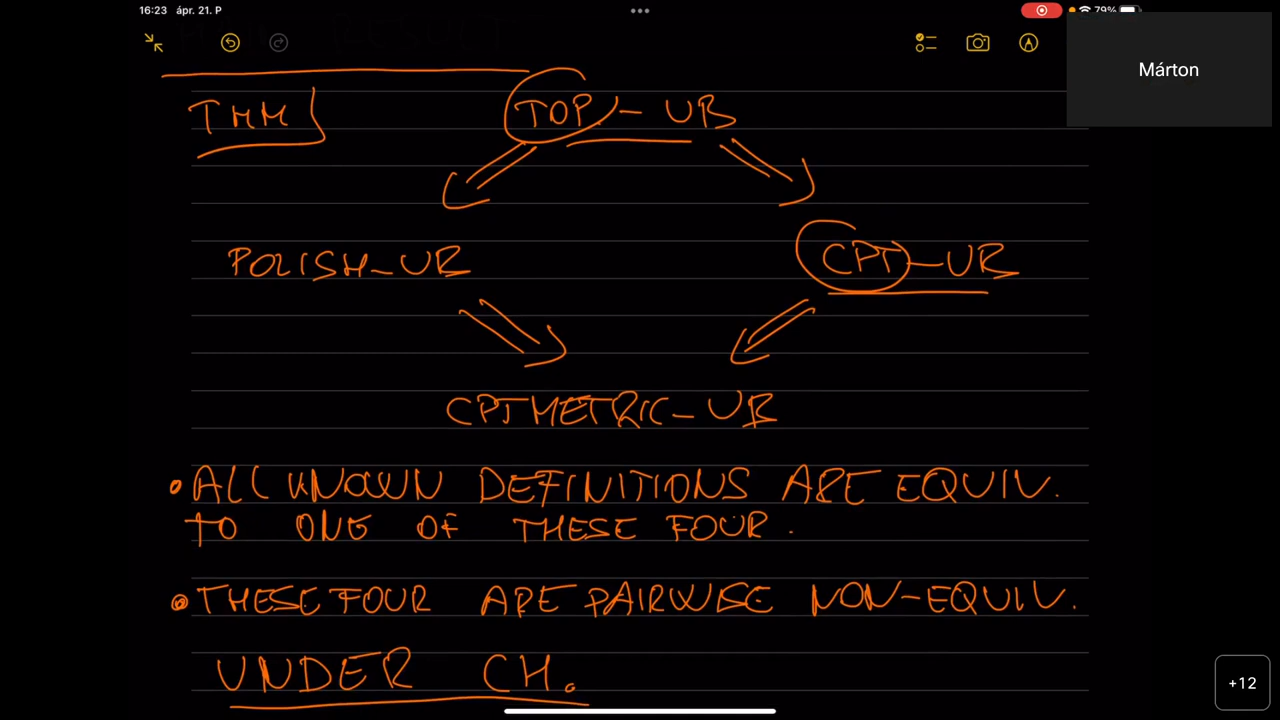 16:23 ápr. 21. P
79%
Márton
THM
TOP-UB
POLISH-UB
CPT-UB
CPTMETRIC-UB
• ALL KNOWN DEFINITIONS ARE EQUIV.
TO ONE OF THESE FOUR.
• THESE FOUR ARE PAIRWISE NON-EQUIV.
UNDER CH.
+12